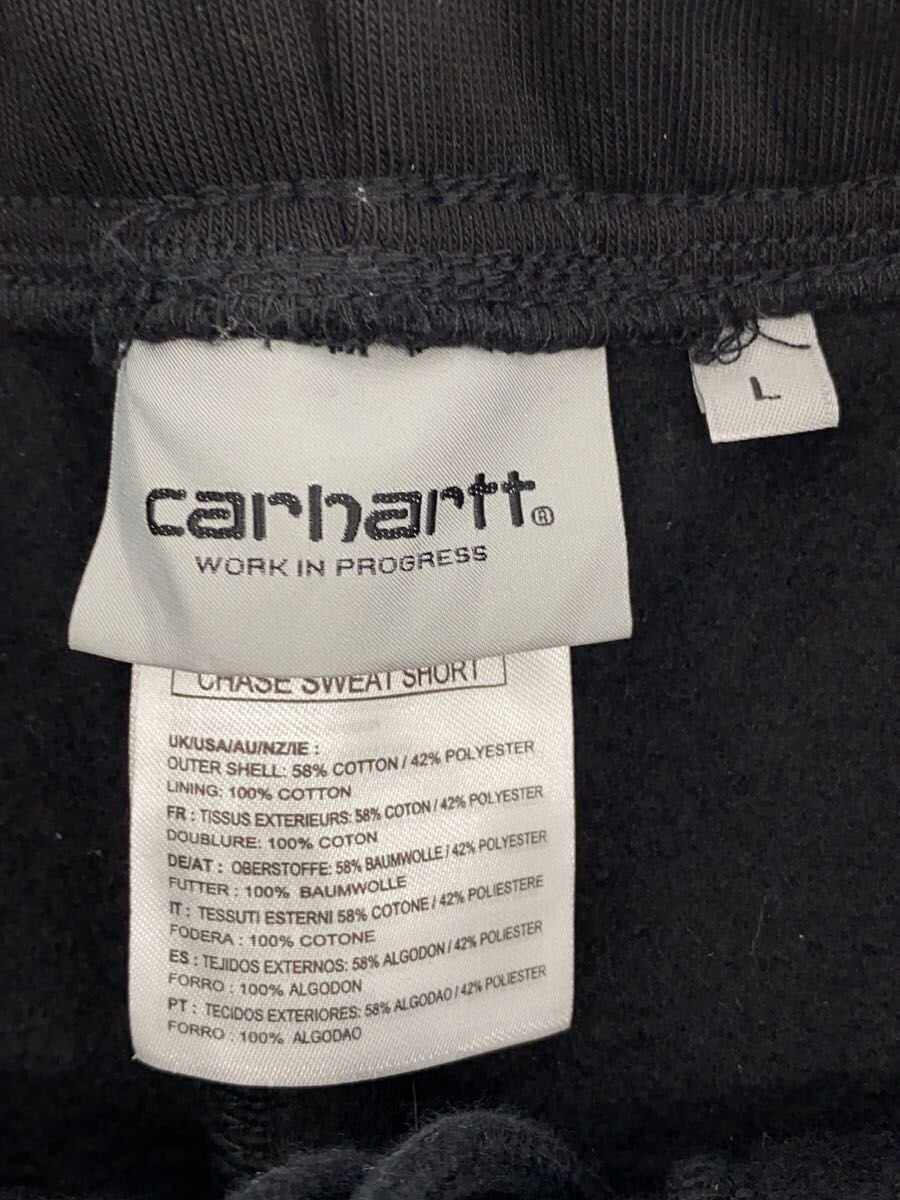 carhartt®
WORK IN PROGRESS
L
CHASE SWEAT SHORT
UK/USA/AU/NZ/IE :
OUTER SHELL: 58% COTTON / 42% POLYESTER
LINING: 100% COTTON
FR : TISSUS EXTERIEURS: 58% COTON / 42% POLYESTER
DOUBLURE: 100% COTON
DE/AT : OBERSTOFFE: 58% BAUMWOLLE / 42% POLYESTER
FUTTER : 100% BAUMWOLLE
IT : TESSUTI ESTERNI 58% COTONE / 42% POLIESTERE
FODERA : 100% COTONE
ES : TEJIDOS EXTERNOS: 58% ALGODON / 42% POLIESTER
FORRO : 100% ALGODON
PT : TECIDOS EXTERIORES: 58% ALGODAO / 42% POLIESTER
FORRO : 100% ALGODAO